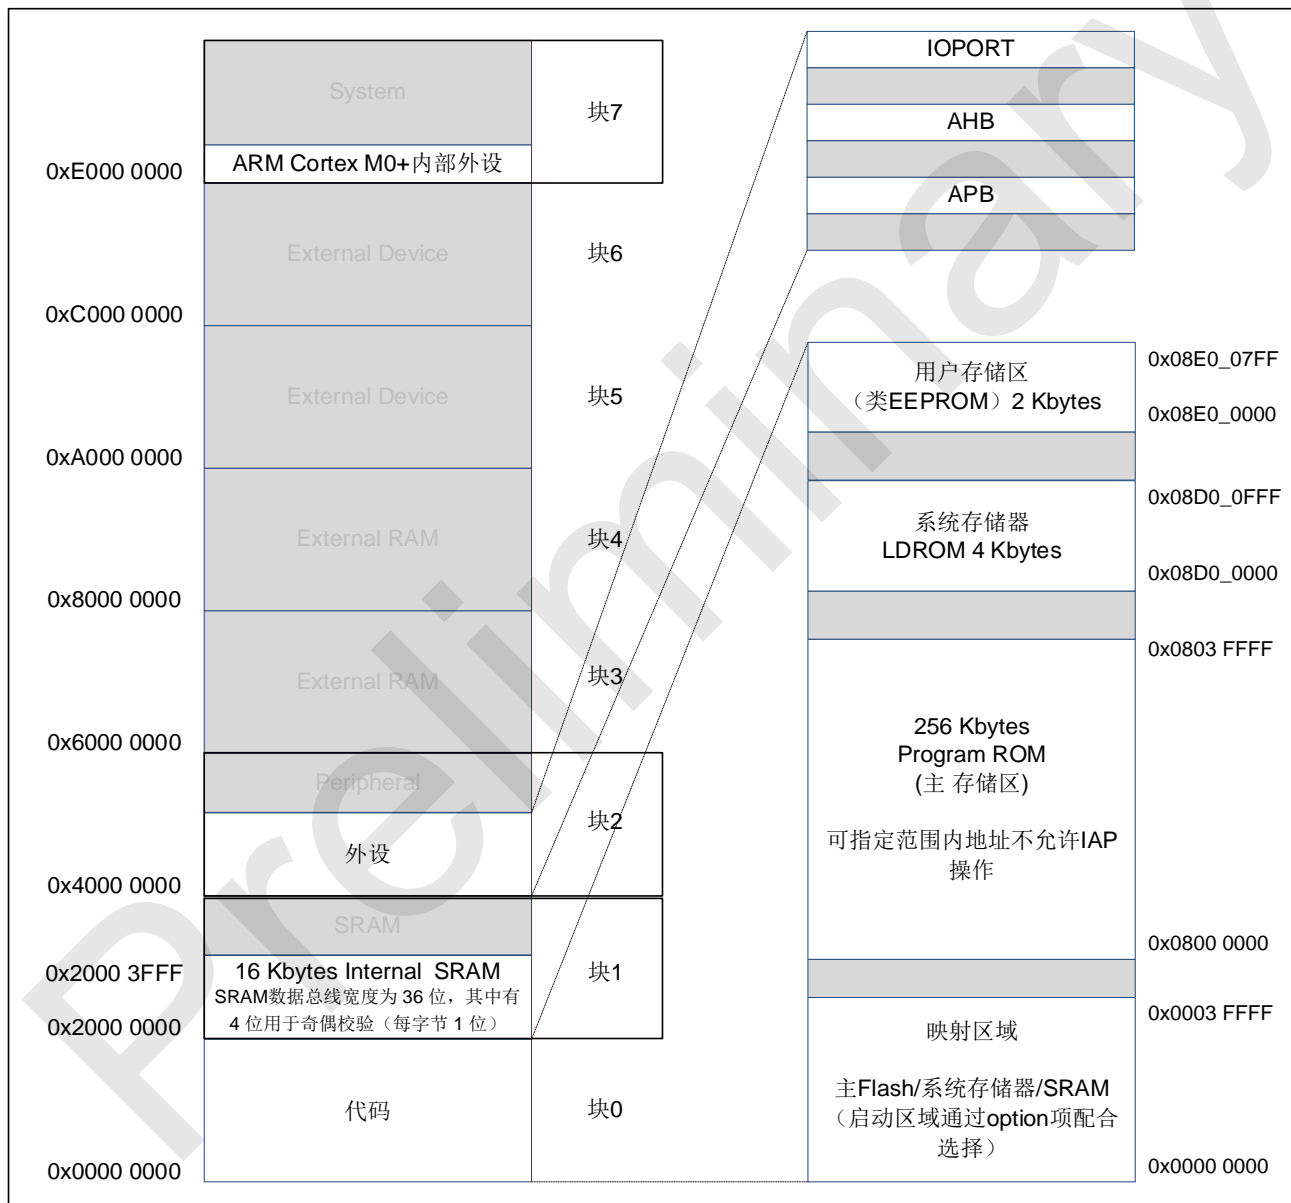 System
块7
ARM Cortex M0+内部外设
0xE000 0000
External Device
块6
0xC000 0000
External Device
块5
0xA000 0000
External RAM
块4
0x8000 0000
External RAM
块3
0x6000 0000
Peripheral
块2
外设
0x4000 0000
SRAM
16 Kbytes Internal SRAM
块1
0x2000 3FFF
SRAM数据总线宽度为 36 位，其中有
4 位用于奇偶校验（每字节 1 位）
0x2000 0000
代码
块0
0x0000 0000
IOPORT
AHB
APB
用户存储区
（类EEPROM）2 Kbytes
0x08E0_07FF
0x08E0_0000
系统存储器
LDROM 4 Kbytes
0x08D0_0FFF
0x08D0_0000
0x0803 FFFF
256 Kbytes
Program ROM
(主 存储区)
可指定范围内地址不允许IAP
操作
0x0800 0000
0x0003 FFFF
映射区域
主Flash/系统存储器/SRAM
（启动区域通过option项配合
选择）
0x0000 0000
Preliminary